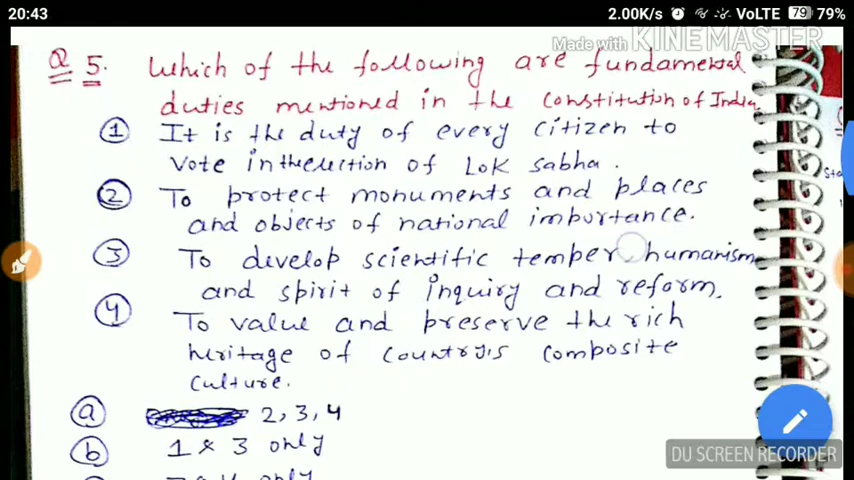 20:43 2.00K/s VoLTE 79 79%
Made with KINEMASTER
Q 5. Which of the following are fundamental
duties mentioned in the constitution of India.
1 It is the duty of every citizen to
vote in the election of Lok sabha.
2 To protect monuments and places
and objects of national importance.
3 To develop scientific temper, humanism
and spirit of inquiry and reform.
4 To value and preserve the rich
heritage of country's composite
culture.
a 2, 3, 4
b 1 & 3 only
only
DU SCREEN RECORDER